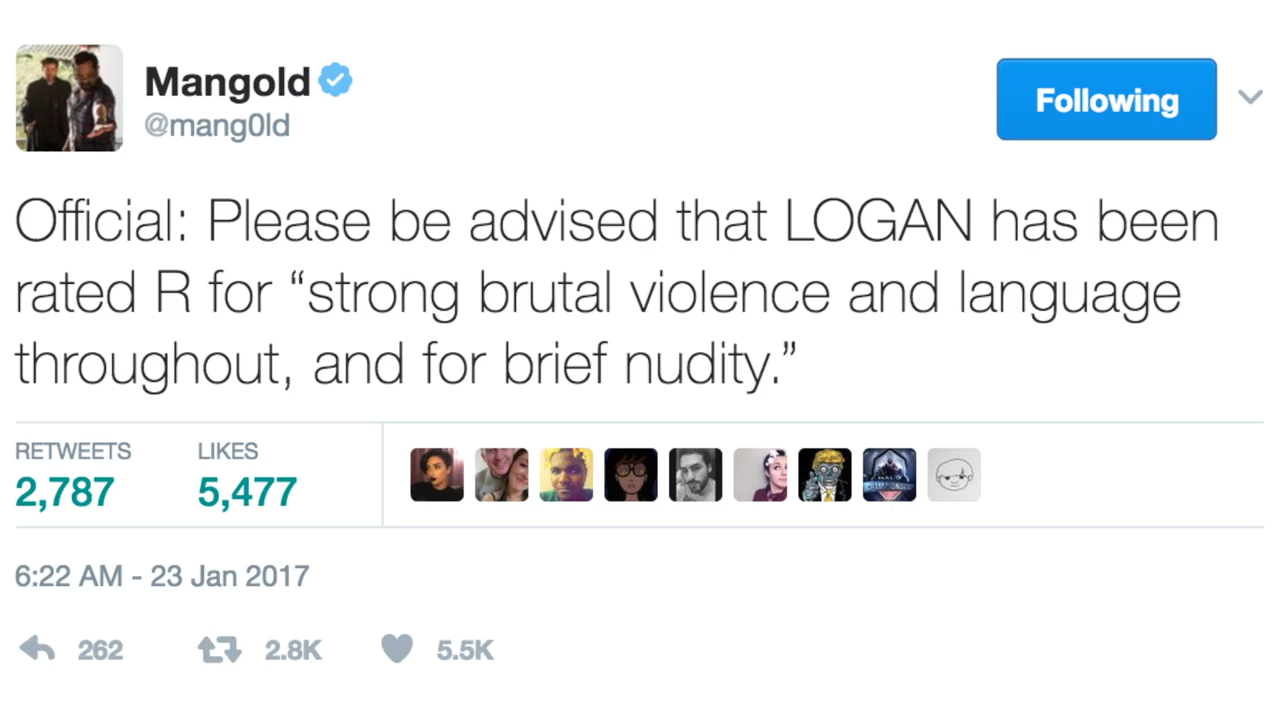 Mangold
@mang0ld
Following
Official: Please be advised that LOGAN has been
rated R for “strong brutal violence and language
throughout, and for brief nudity.”
RETWEETS LIKES
2,787 5,477
6:22 AM - 23 Jan 2017
262 2.8K 5.5K